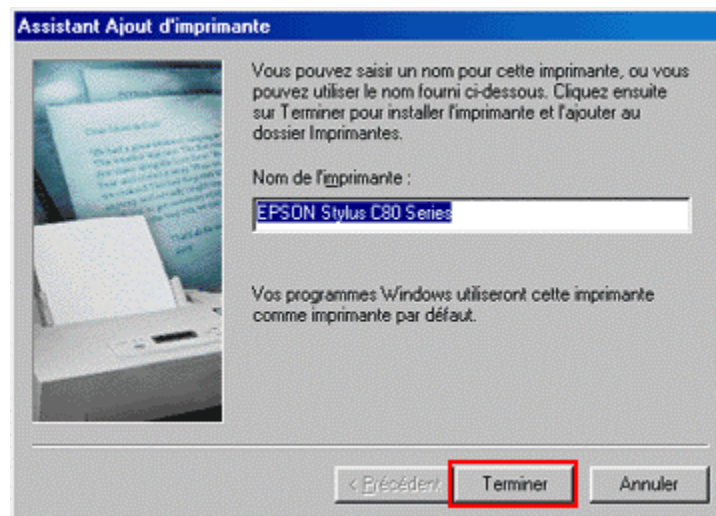 Assistant Ajout d'imprimante
Vous pouvez saisir un nom pour cette imprimante, ou vous
pouvez utiliser le nom fourni ci-dessous. Cliquez ensuite
sur Terminer pour installer l'imprimante et l'ajouter au
dossier Imprimantes.
Nom de l'imprimante :
EPSON Stylus C80 Series
Vos programmes Windows utiliseront cette imprimante
comme imprimante par défaut.
< Précédent
Terminer
Annuler